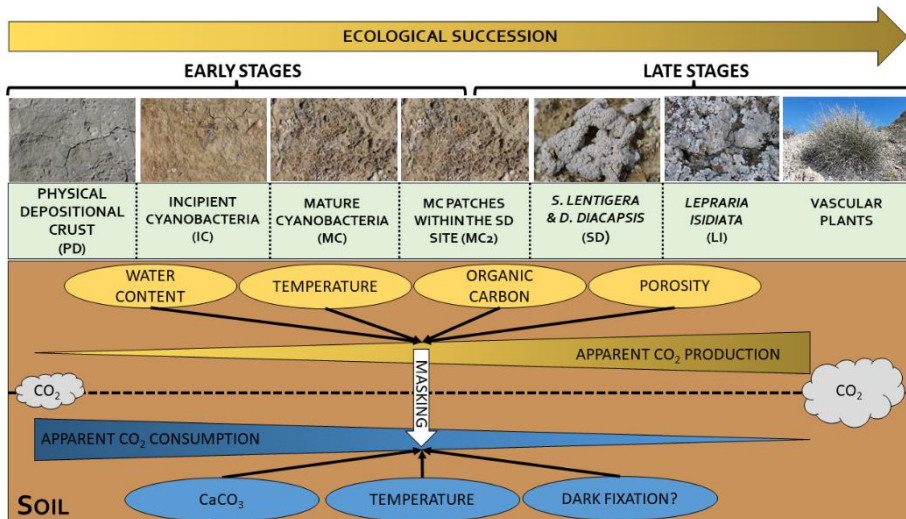 ECOLOGICAL SUCCESSION
EARLY STAGES
LATE STAGES
PHYSICAL
DEPOSITIONAL
CRUST
(PD)
INCIPIENT
CYANOBACTERIA
(IC)
MATURE
CYANOBACTERIA
(MC)
MC PATCHES
WITHIN THE SD
SITE (MC2)
S. LENTIGERA
& D. DIACAPSIS
(SD)
LEPRARIA
ISIDIATA
(LI)
VASCULAR
PLANTS
WATER
CONTENT
TEMPERATURE
ORGANIC
CARBON
POROSITY
APPARENT CO₂ PRODUCTION
MASKING
CO₂
CO₂
APPARENT CO₂ CONSUMPTION
CaCO₃
TEMPERATURE
DARK FIXATION?
SOIL